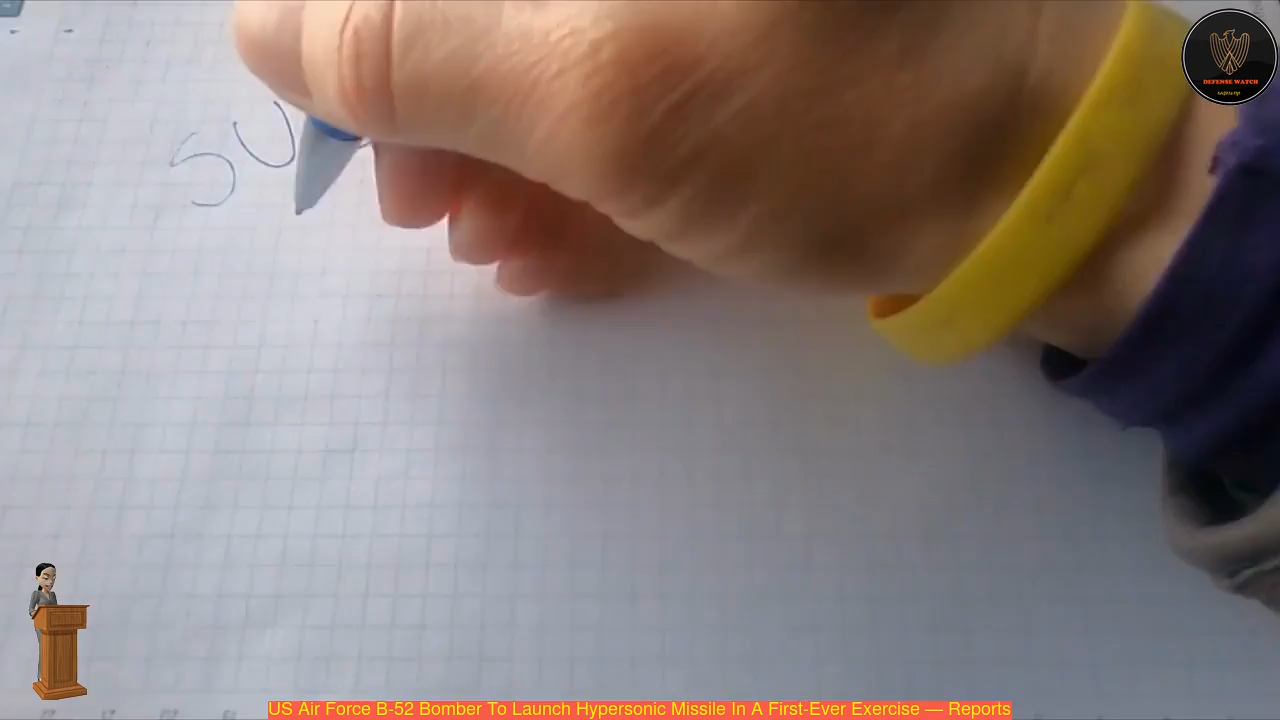 DEFENSE WATCH
SU
US Air Force B-52 Bomber To Launch Hypersonic Missile In A First-Ever Exercise — Reports